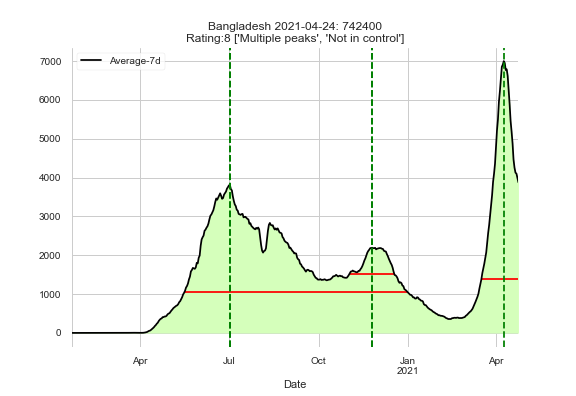 Bangladesh 2021-04-24: 742400
Rating:8 ['Multiple peaks', 'Not in control']
Average-7d
7000
6000
5000
4000
3000
2000
1000
0
Apr Jul Oct Jan Apr
2021
Date